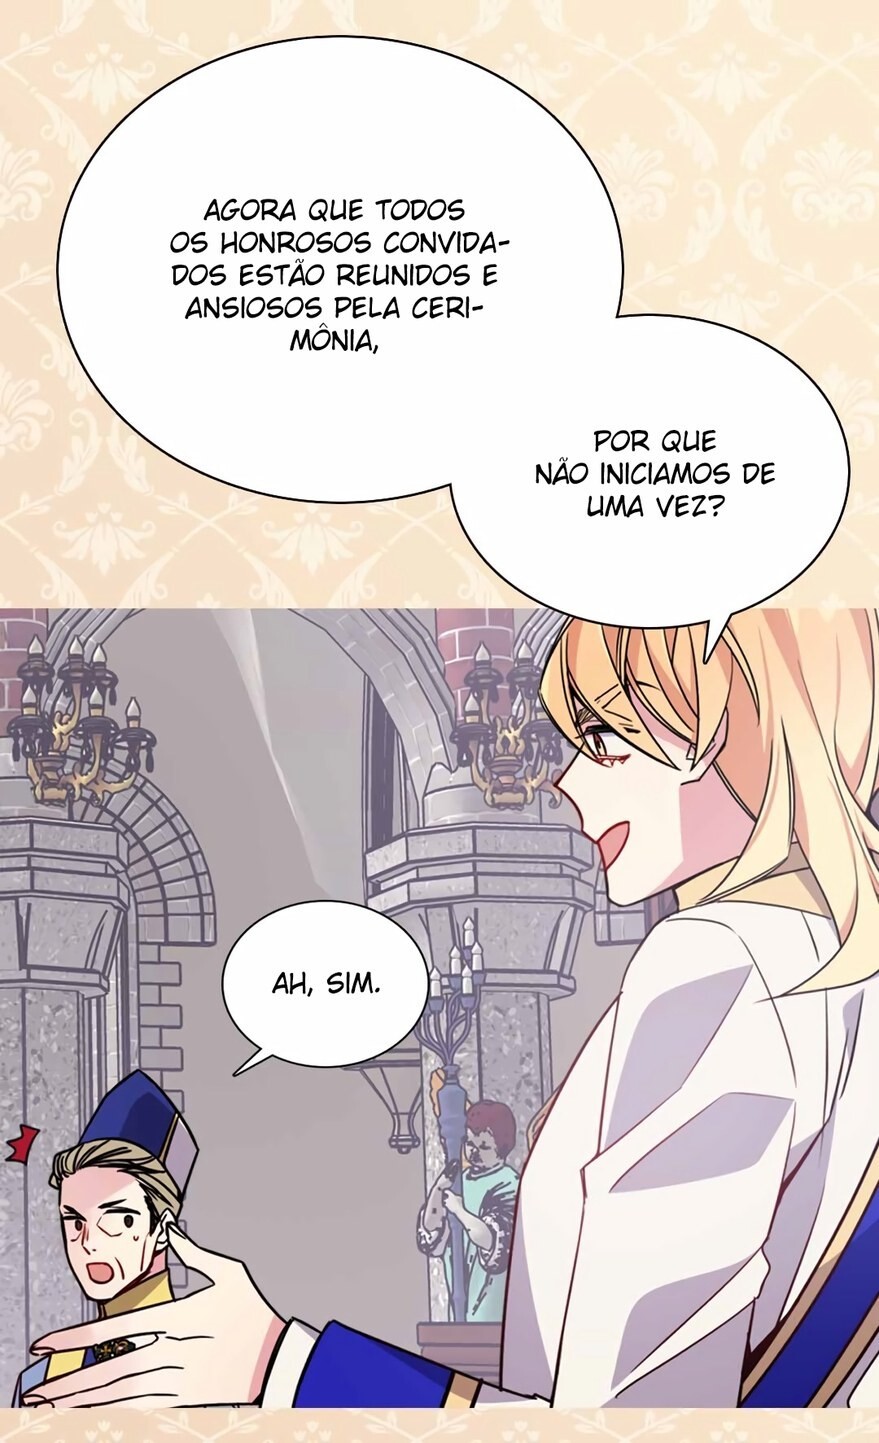 AGORA QUE TODOS
OS HONROSOS CONVIDA-
DOS ESTÃO REUNIDOS E
ANSIOSOS PELA CERI-
MÔNIA,
POR QUE
NÃO INICIAMOS DE
UMA VEZ?
AH, SIM.